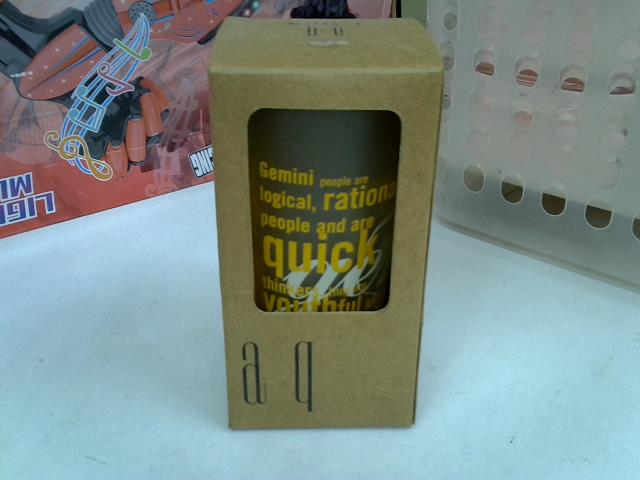 Gemini people are
logical, rationa
people and are
quick
thinkers
youthful
a q